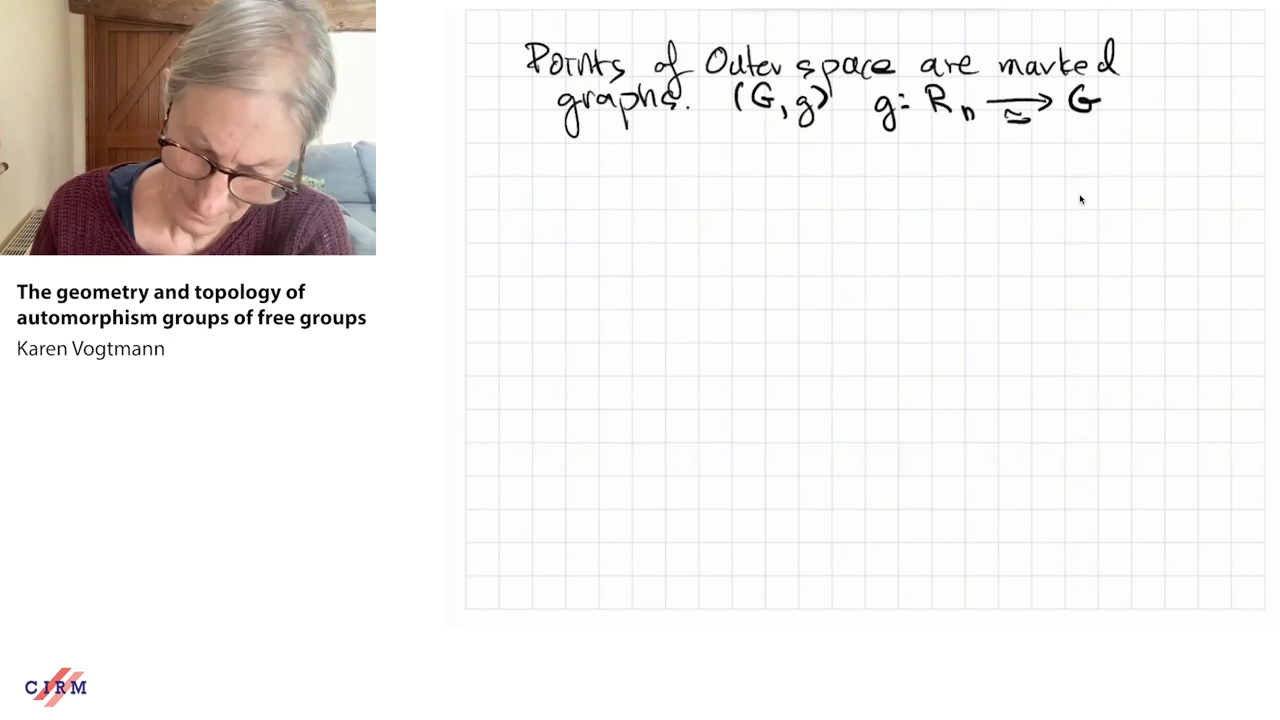 Points of Outer space are marked
graphs. (G, g) g: R_n ⟶ G
≃
The geometry and topology of
automorphism groups of free groups
Karen Vogtmann
CIRM